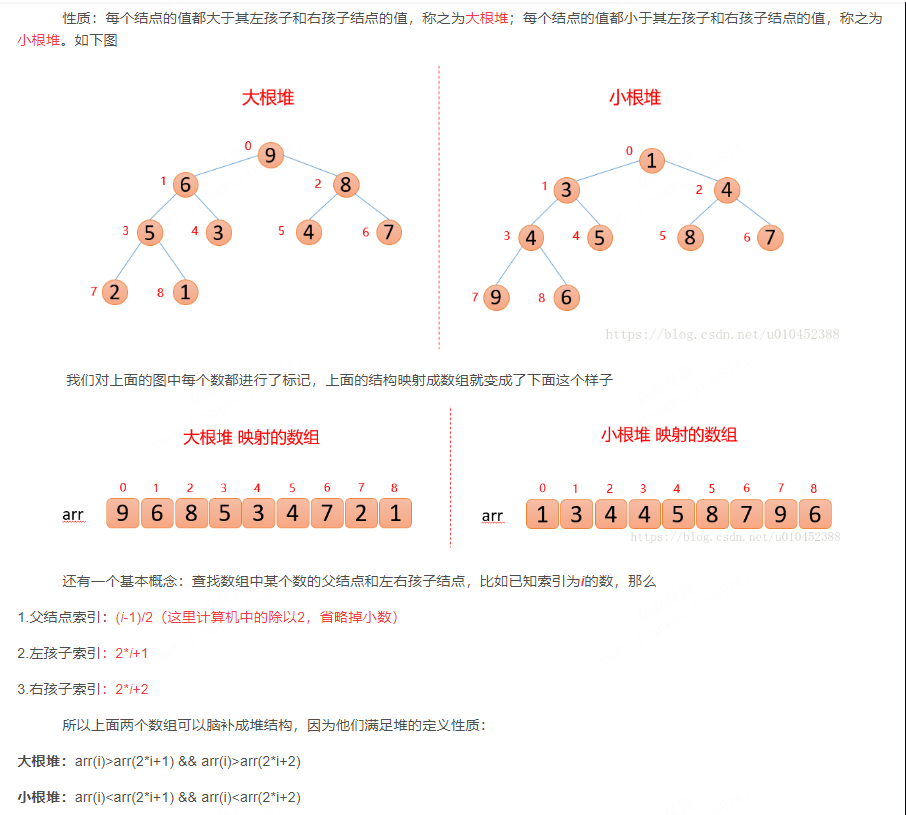 性质：每个结点的值都大于其左孩子和右孩子结点的值，称之为大根堆；每个结点的值都小于其左孩子和右孩子结点的值，称之为
小根堆。如下图
大根堆 小根堆
0 9 0 1
1 6 2 8 1 3 2 4
3 5 4 3 5 4 6 7 3 4 4 5 5 8 6 7
7 2 8 1 7 9 8 6
https://blog.csdn.net/u010452388
我们对上面的图中每个数都进行了标记，上面的结构映射成数组就变成了下面这个样子
大根堆 映射的数组 小根堆 映射的数组
0 1 2 3 4 5 6 7 8 0 1 2 3 4 5 6 7 8
arr 9 6 8 5 3 4 7 2 1 arr 1 3 4 4 5 8 7 9 6
https://blog.csdn.net/u010452388
还有一个基本概念：查找数组中某个数的父结点和左右孩子结点，比如已知索引为i的数，那么
1.父结点索引：(i-1)/2（这里计算机中的除以2，省略掉小数）
2.左孩子索引：2*i+1
3.右孩子索引：2*i+2
所以上面两个数组可以脑补成堆结构，因为他们满足堆的定义性质：
大根堆：arr(i)>arr(2*i+1) && arr(i)>arr(2*i+2)
小根堆：arr(i)<arr(2*i+1) && arr(i)<arr(2*i+2)